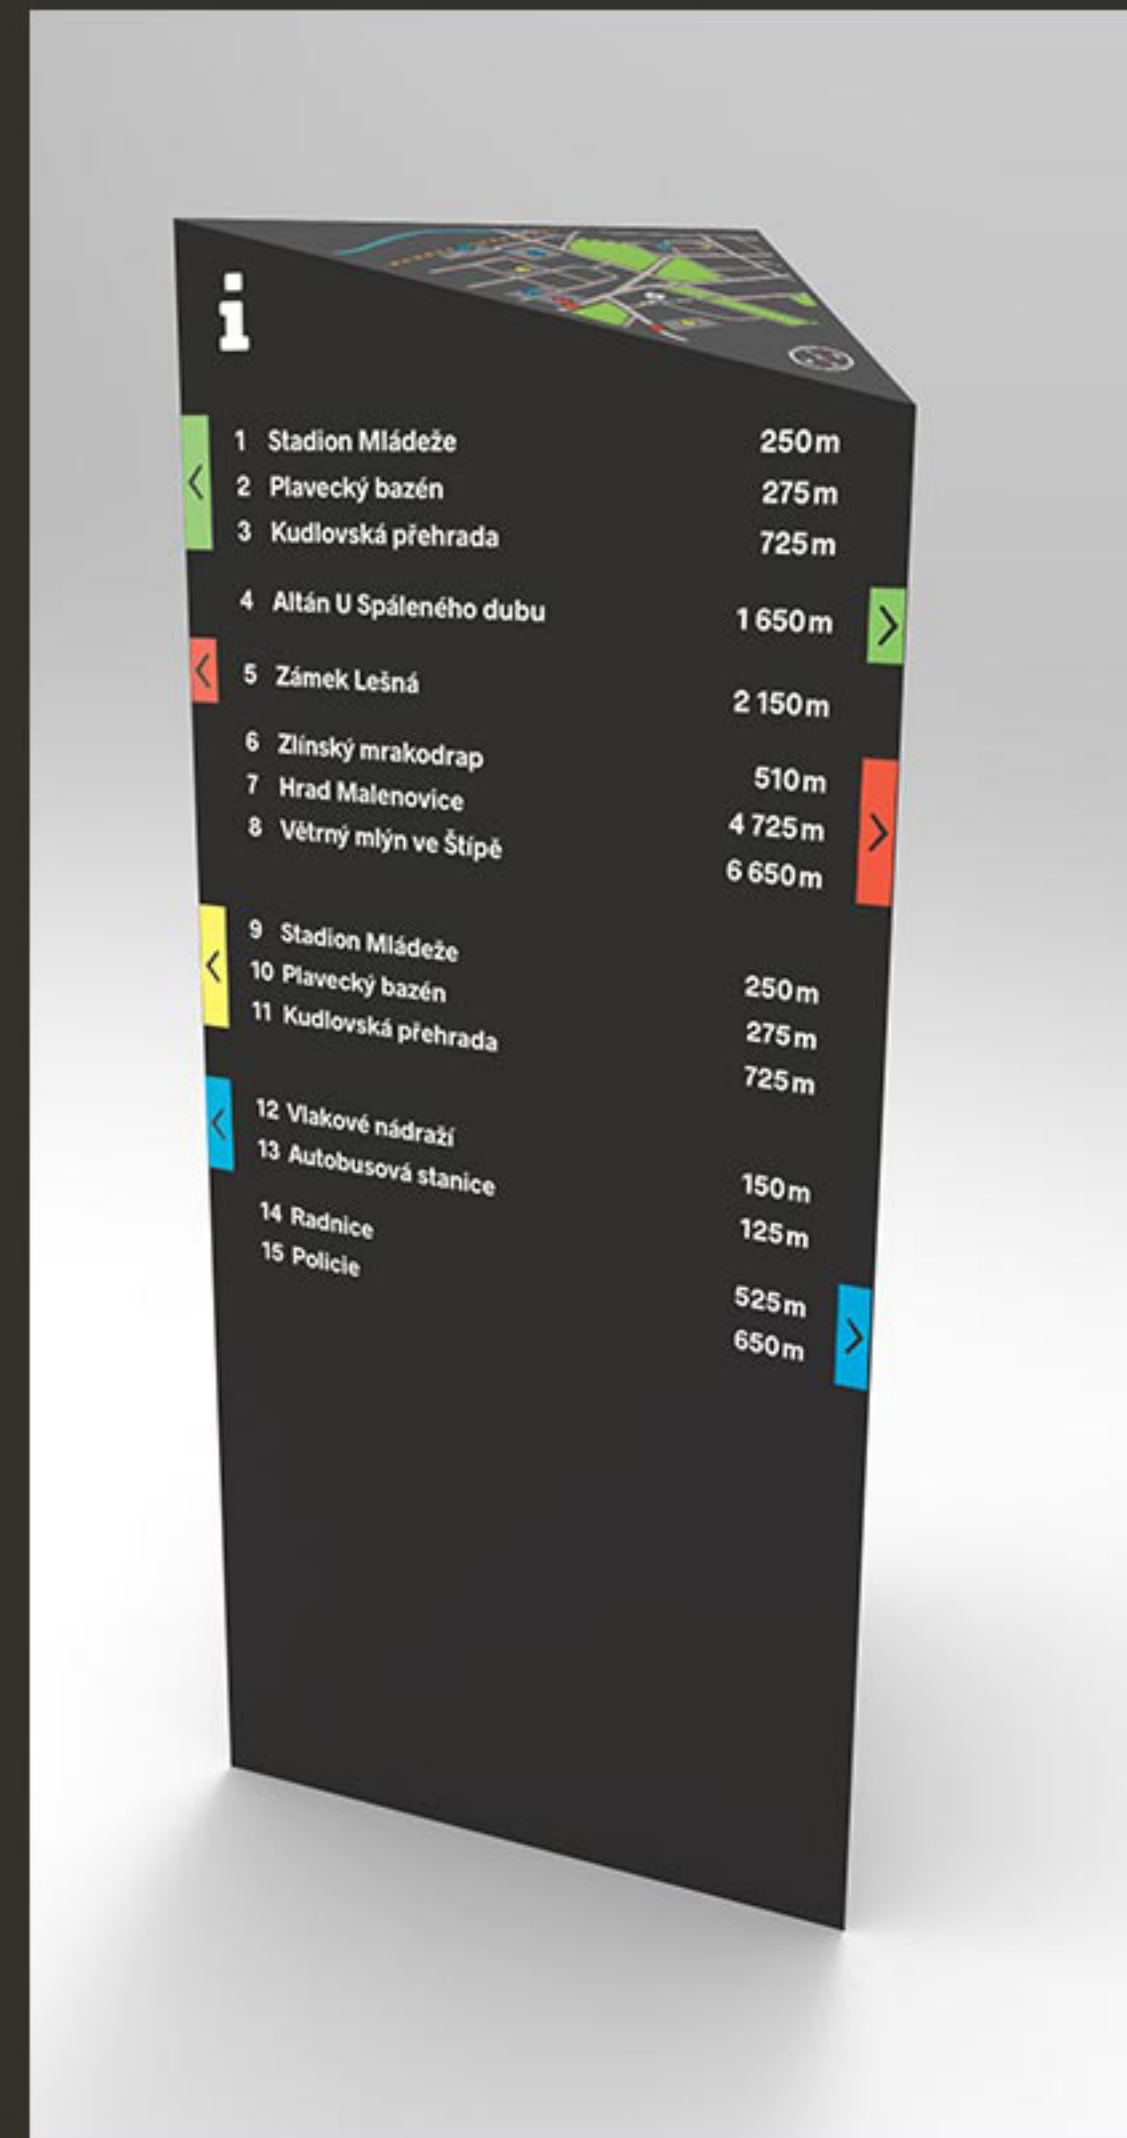 i
1 Stadion Mládeže 250m
2 Plavecký bazén 275m
3 Kudlovská přehrada 725m
4 Altán U Spáleného dubu 1 650m
5 Zámek Lešná 2 150m
6 Zlínský mrakodrap 510m
7 Hrad Malenovice 4 725m
8 Větrný mlýn ve Štípě 6 650m
9 Stadion Mládeže 250m
10 Plavecký bazén 275m
11 Kudlovská přehrada 725m
12 Vlakové nádraží 150m
13 Autobusová stanice 125m
14 Radnice 525m
15 Policie 650m